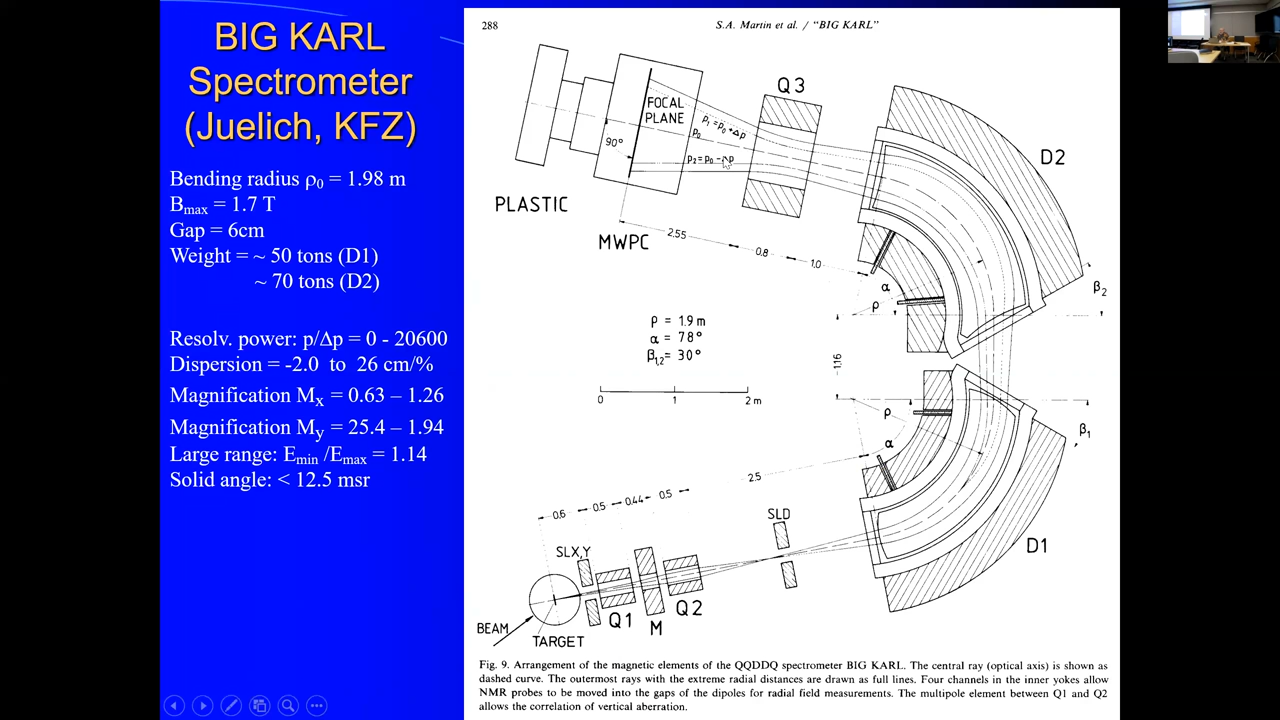 BIG KARL
Spectrometer
(Juelich, KFZ)
Bending radius ρ0 = 1.98 m
Bmax = 1.7 T
Gap = 6cm
Weight = ~ 50 tons (D1)
~ 70 tons (D2)
Resolv. power: p/Δp = 0 - 20600
Dispersion = -2.0 to 26 cm/%
Magnification Mx = 0.63 – 1.26
Magnification My = 25.4 – 1.94
Large range: Emin /Emax = 1.14
Solid angle: < 12.5 msr
288
S.A. Martin et al. / "BIG KARL"
Q3
FOCAL
PLANE
P1 = P0 + Δp
P0
P2 = P0 - Δp
90°
D2
PLASTIC
MWPC
2.55
0.8
1.0
α
ρ
β2
ρ = 1.9 m
α = 78°
β1,2 = 30°
0 1 2 m
1.16
ρ
α
β1
2.5
0.6
0.5
0.44
0.5
SLD
SLX,Y
D1
Q1
M
Q2
BEAM
TARGET
Fig. 9. Arrangement of the magnetic elements of the QQDDQ spectrometer BIG KARL. The central ray (optical axis) is shown as
dashed curve. The outermost rays with the extreme radial distances are drawn as full lines. Four channels in the inner yokes allow
NMR probes to be moved into the gaps of the dipoles for radial field measurements. The multipole element between Q1 and Q2
allows the correlation of vertical aberration.